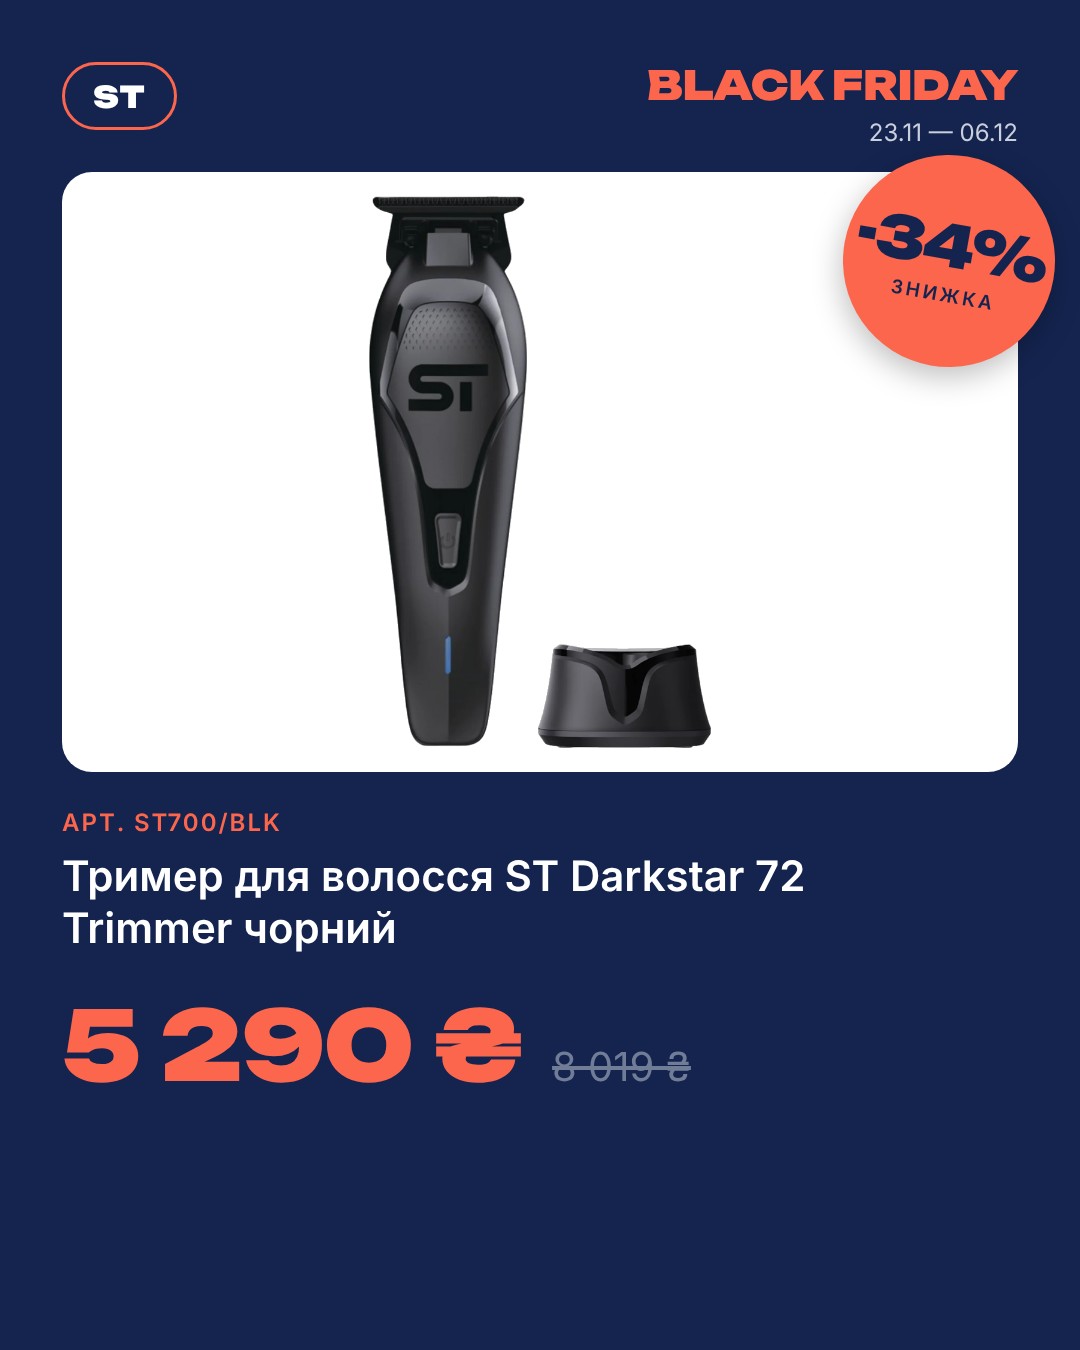 ST
BLACK FRIDAY
23.11 — 06.12
-34%
ЗНИЖКА
ST
АРТ. ST700/BLK
Тример для волосся ST Darkstar 72
Trimmer чорний
5 290 ₴ 8 019 ₴